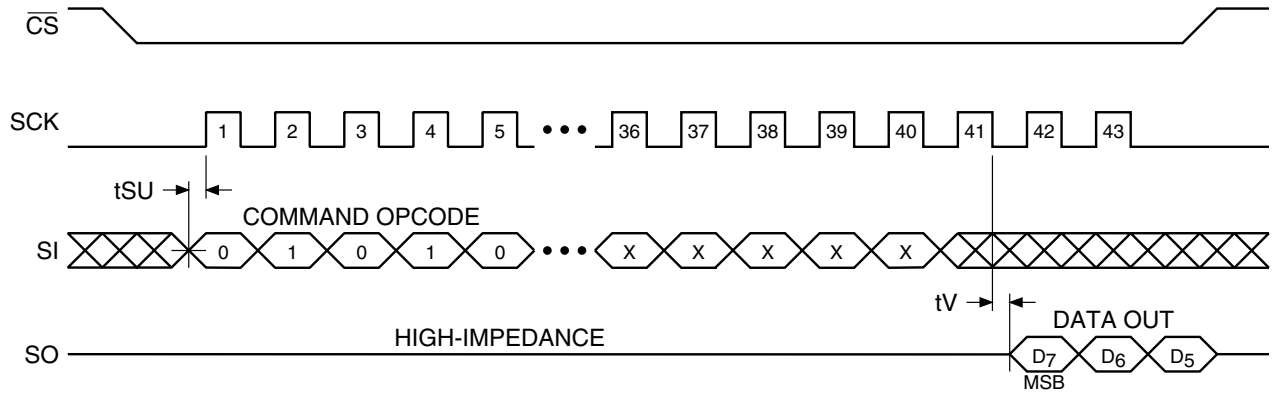 CS
SCK 1 2 3 4 5 ••• 36 37 38 39 40 41 42 43
tSU
COMMAND OPCODE
SI 0 1 0 1 0 ••• X X X X X
tV
HIGH-IMPEDANCE
DATA OUT
SO D7 D6 D5
MSB